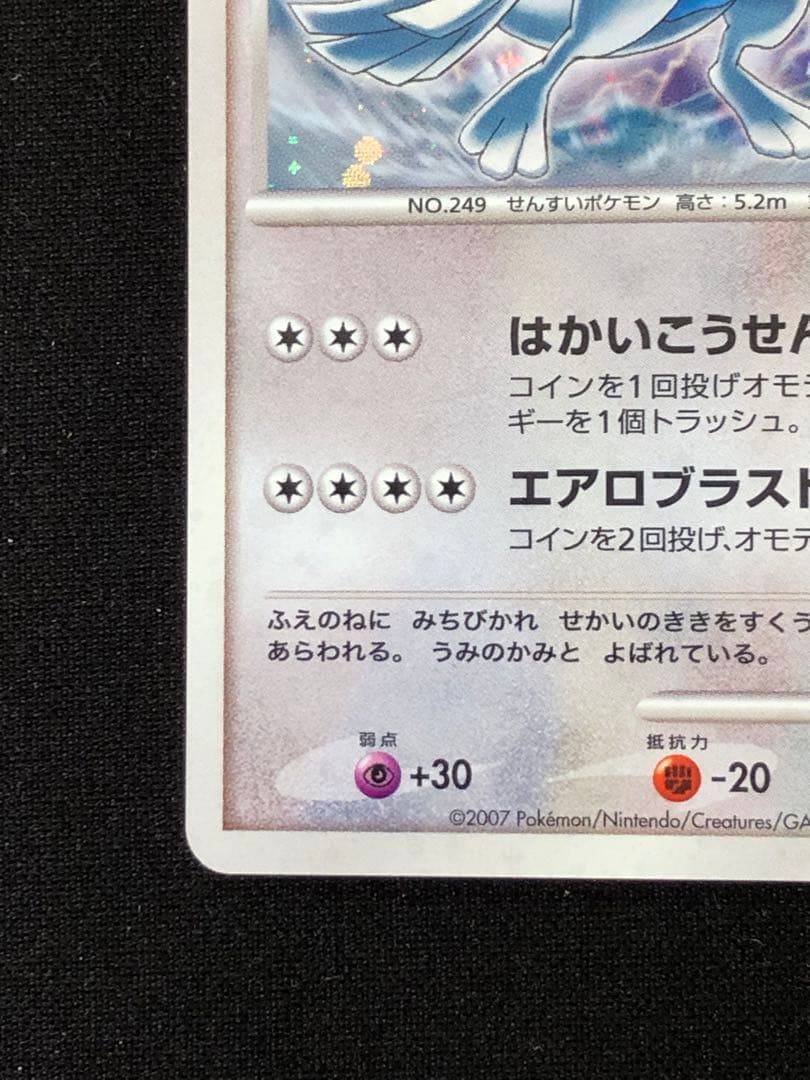 NO.249 せんすいポケモン 高さ:5.2m
はかいこうせん
コインを1回投げオモテ
ギーを1個トラッシュ。
エアロブラスト
コインを2回投げ、オモテ
ふえのねに みちびかれ せかいのききをすくう
あらわれる。 うみのかみと よばれている。
弱点 抵抗力
+30 -20
©2007 Pokémon/Nintendo/Creatures/GA